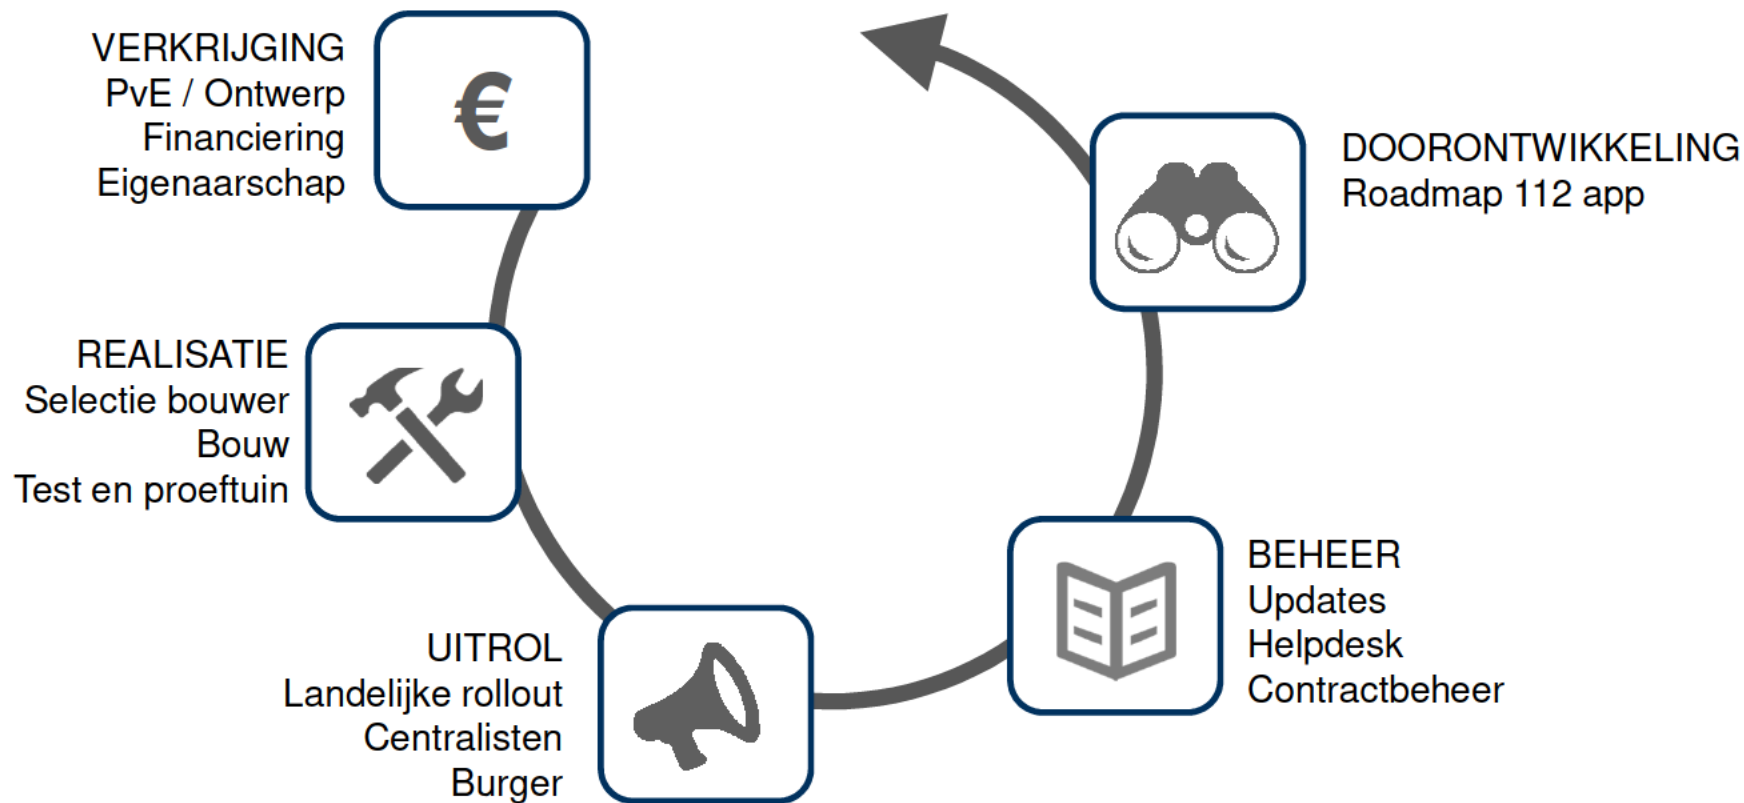 VERKRIJGING
PvE / Ontwerp
Financiering
Eigenaarschap
€
REALISATIE
Selectie bouwer
Bouw
Test en proeftuin
UITROL
Landelijke rollout
Centralisten
Burger
BEHEER
Updates
Helpdesk
Contractbeheer
DOORONTWIKKELING
Roadmap 112 app